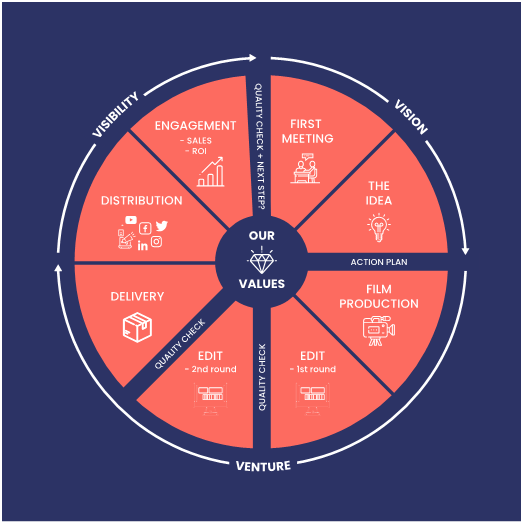 VISION
FIRST
MEETING
THE
IDEA
ACTION PLAN
FILM
PRODUCTION
EDIT
- 1st round
QUALITY CHECK
VENTURE
EDIT
- 2nd round
QUALITY CHECK
DELIVERY
DISTRIBUTION
VISIBILITY
ENGAGEMENT
- SALES
- ROI
QUALITY CHECK + NEXT STEP?
OUR
VALUES